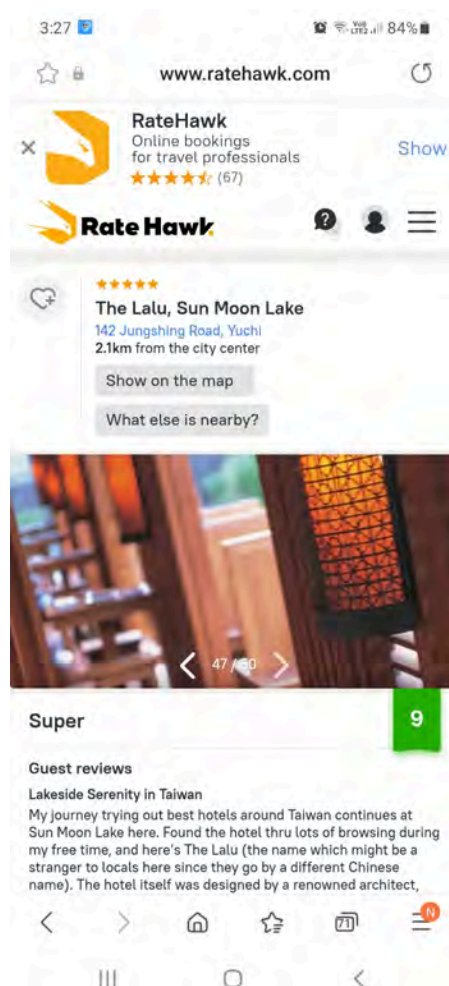 3:27
84%
www.ratehawk.com
RateHawk
Online bookings
for travel professionals
(67)
Show
Rate Hawk.
The Lalu, Sun Moon Lake
142 Jungshing Road, Yuchi
2.1km from the city center
Show on the map
What else is nearby?
47 / 60
Super
9
Guest reviews
Lakeside Serenity in Taiwan
My journey trying out best hotels around Taiwan continues at
Sun Moon Lake here. Found the hotel thru lots of browsing during
my free time, and here's The Lalu (the name which might be a
stranger to locals here since they go by a different Chinese
name). The hotel itself was designed by a renowned architect,
71
N